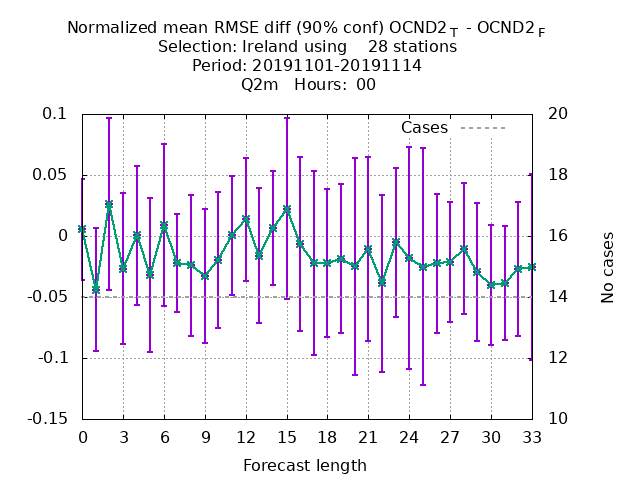 Normalized mean RMSE diff (90% conf) OCND2 T - OCND2 F
Selection: Ireland using    28 stations
Period: 20191101-20191114
Q2m   Hours: 00
Cases
0.1
0.05
0
-0.05
-0.1
-0.15
20
18
16
14
12
10
No cases
0 3 6 9 12 15 18 21 24 27 30 33
Forecast length